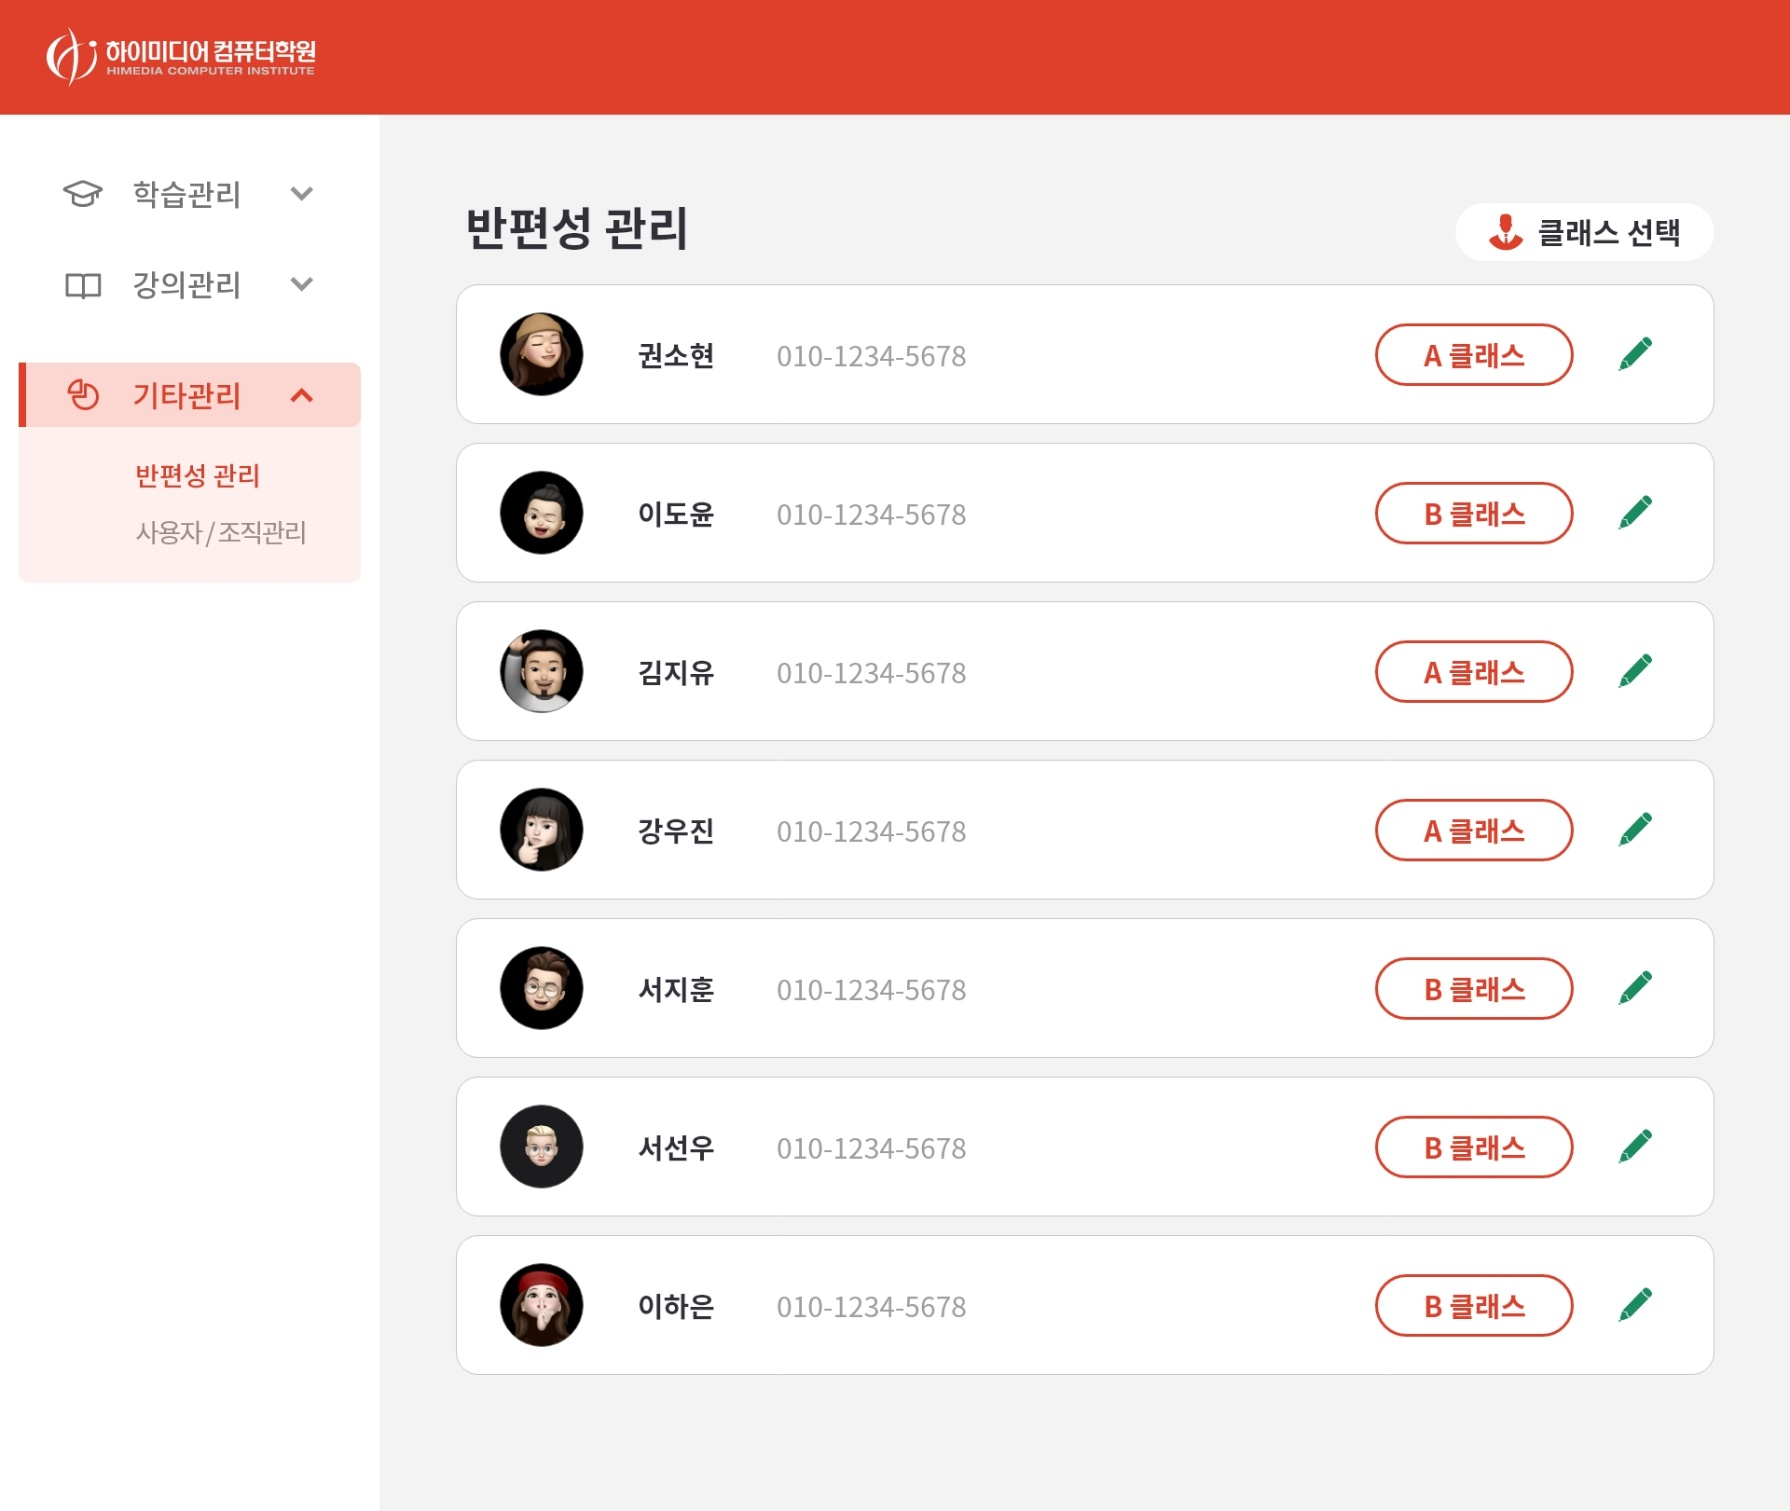 하이미디어 컴퓨터학원
HIMEDIA COMPUTER INSTITUTE
학습관리
강의관리
기타관리
반편성 관리
사용자 / 조직관리
반편성 관리
클래스 선택
권소현 010-1234-5678 A 클래스
이도윤 010-1234-5678 B 클래스
김지유 010-1234-5678 A 클래스
강우진 010-1234-5678 A 클래스
서지훈 010-1234-5678 B 클래스
서선우 010-1234-5678 B 클래스
이하은 010-1234-5678 B 클래스